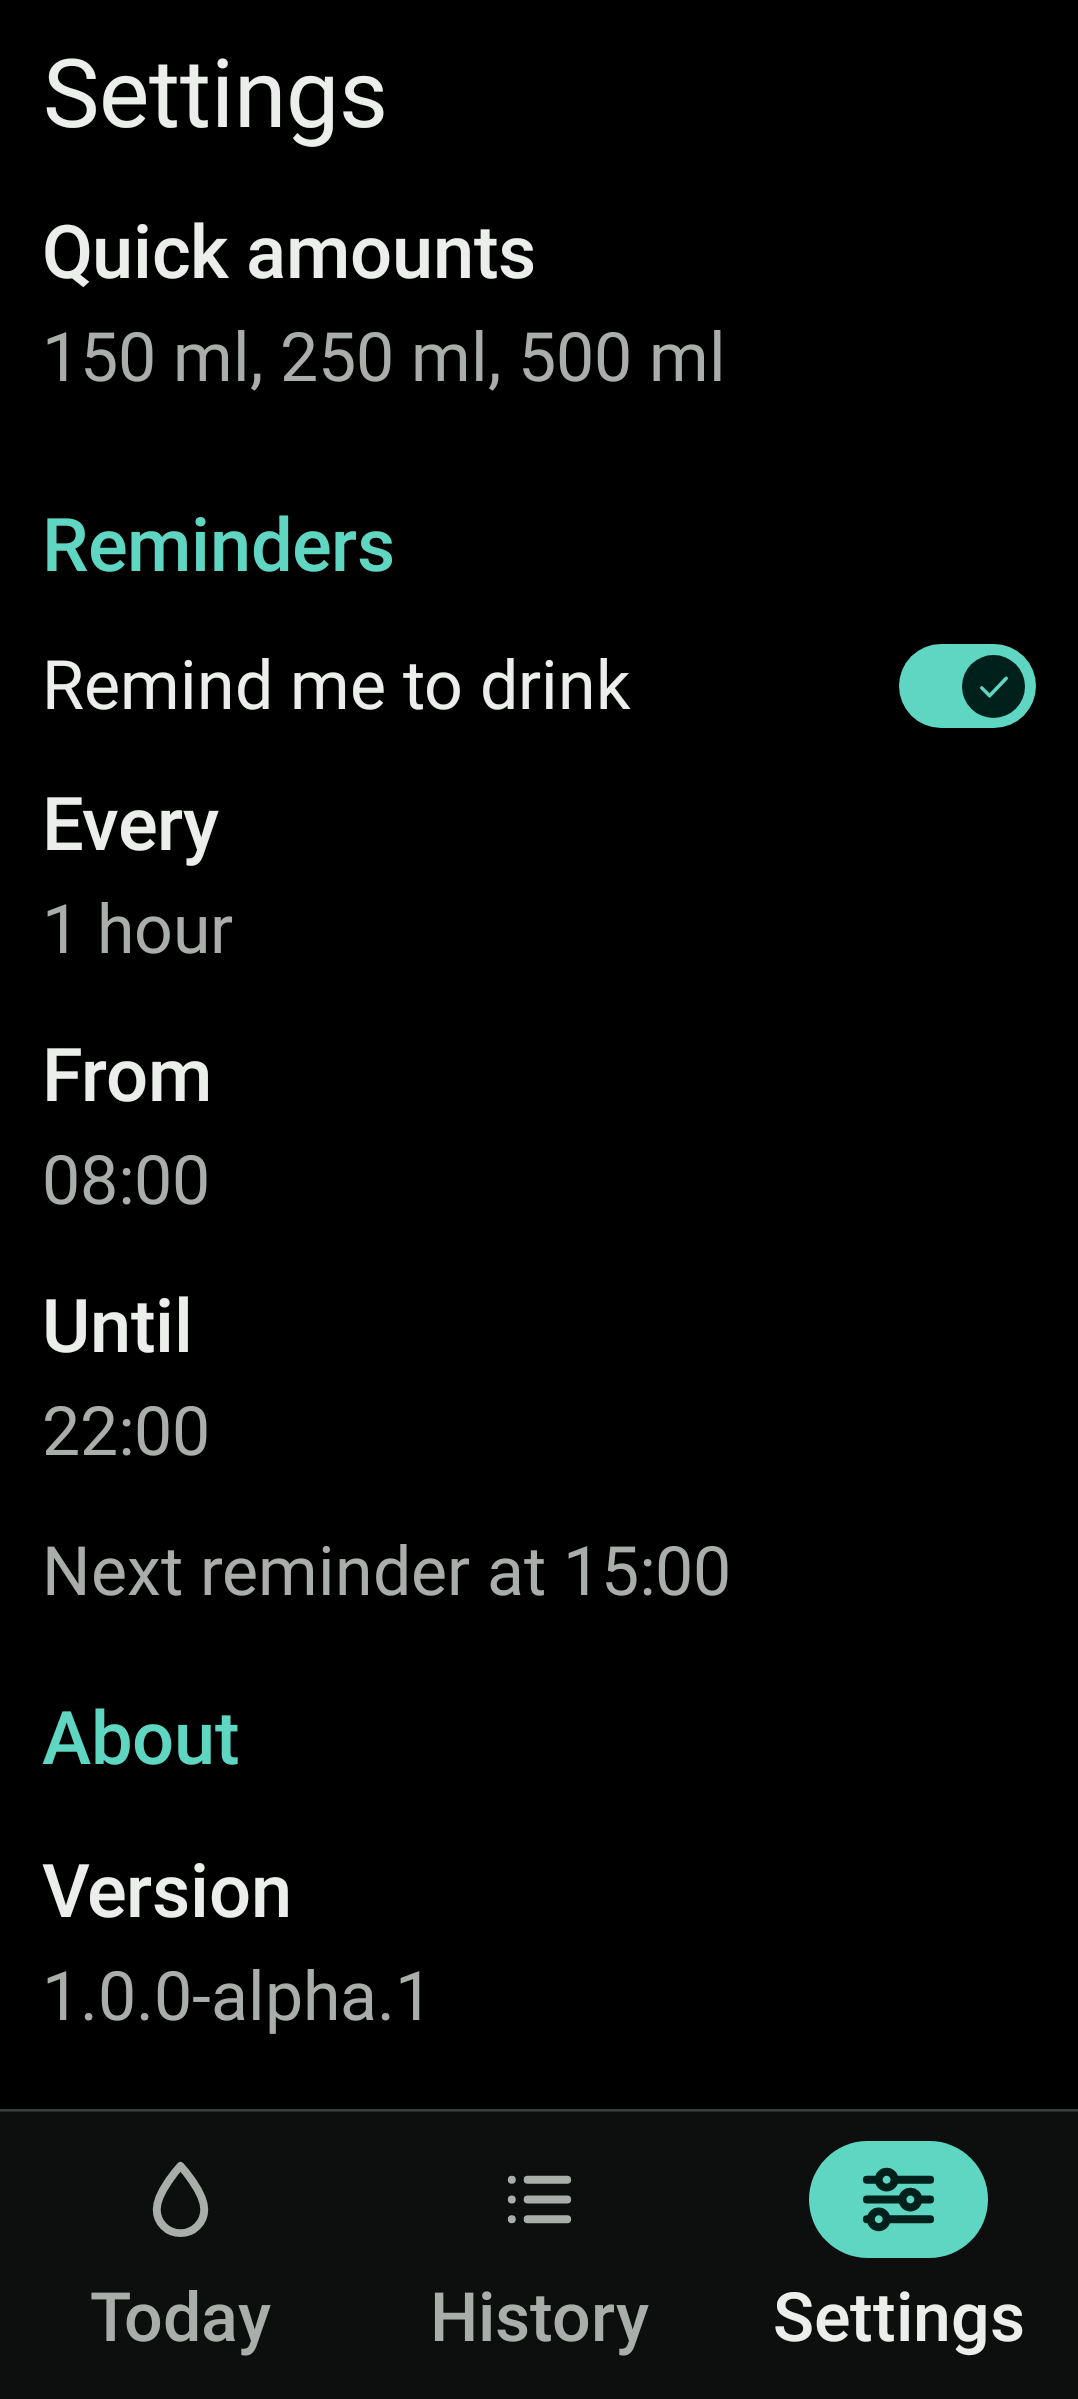 Settings
Quick amounts
150 ml, 250 ml, 500 ml
Reminders
Remind me to drink
Every
1 hour
From
08:00
Until
22:00
Next reminder at 15:00
About
Version
1.0.0-alpha.1
Today
History
Settings